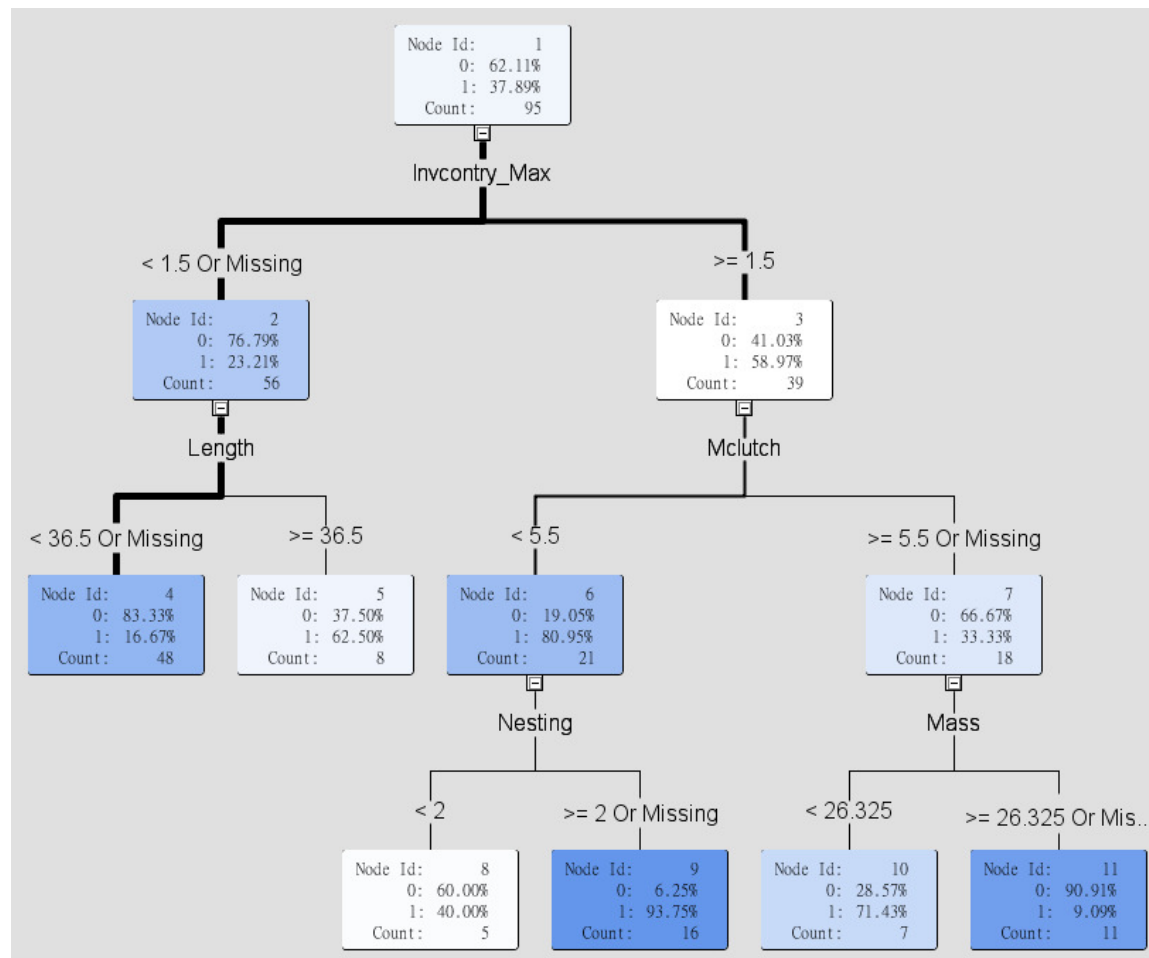 Node Id: 1
0: 62.11%
1: 37.89%
Count: 95
Invcontry_Max
< 1.5 Or Missing
>= 1.5
Node Id: 2
0: 76.79%
1: 23.21%
Count: 56
Node Id: 3
0: 41.03%
1: 58.97%
Count: 39
Length
Mclutch
< 36.5 Or Missing
>= 36.5
< 5.5
>= 5.5 Or Missing
Node Id: 4
0: 83.33%
1: 16.67%
Count: 48
Node Id: 5
0: 37.50%
1: 62.50%
Count: 8
Node Id: 6
0: 19.05%
1: 80.95%
Count: 21
Node Id: 7
0: 66.67%
1: 33.33%
Count: 18
Nesting
Mass
< 2
>= 2 Or Missing
< 26.325
>= 26.325 Or Mis...
Node Id: 8
0: 60.00%
1: 40.00%
Count: 5
Node Id: 9
0: 6.25%
1: 93.75%
Count: 16
Node Id: 10
0: 28.57%
1: 71.43%
Count: 7
Node Id: 11
0: 90.91%
1: 9.09%
Count: 11